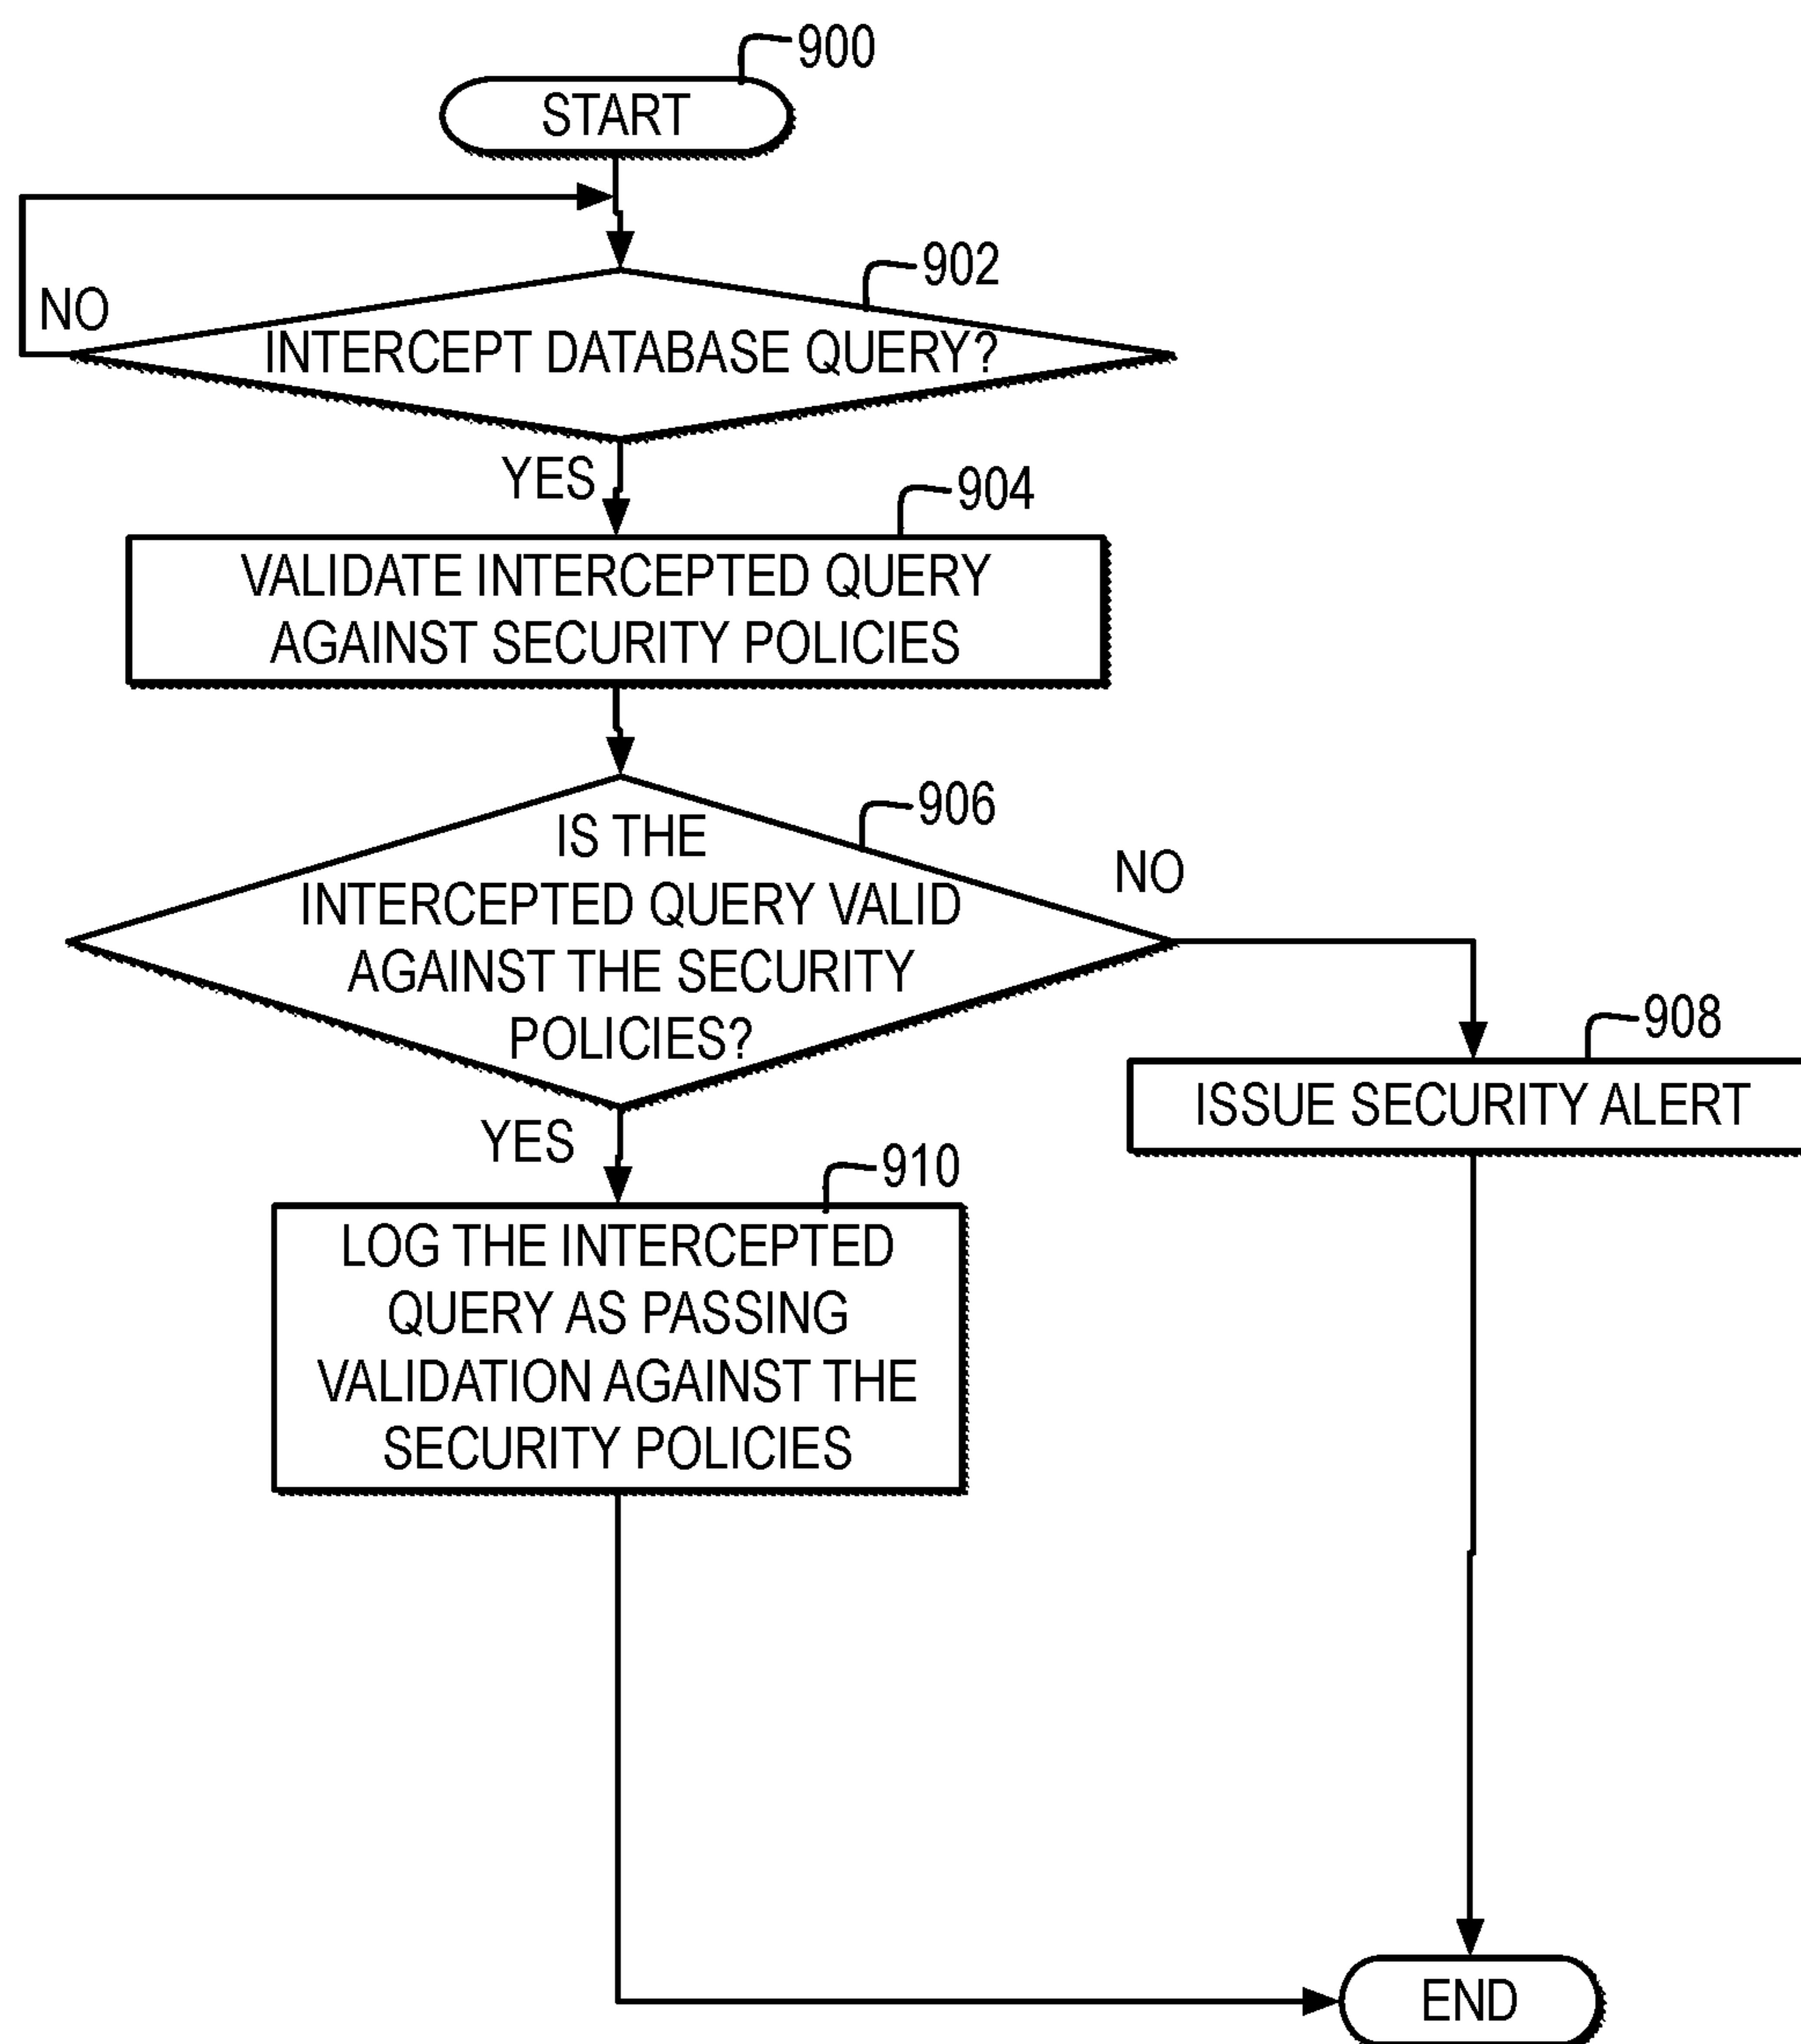 900
START
902
NO
INTERCEPT DATABASE QUERY?
YES
904
VALIDATE INTERCEPTED QUERY
AGAINST SECURITY POLICIES
906
IS THE
INTERCEPTED QUERY VALID
AGAINST THE SECURITY
POLICIES?
NO
908
ISSUE SECURITY ALERT
YES
910
LOG THE INTERCEPTED
QUERY AS PASSING
VALIDATION AGAINST THE
SECURITY POLICIES
END